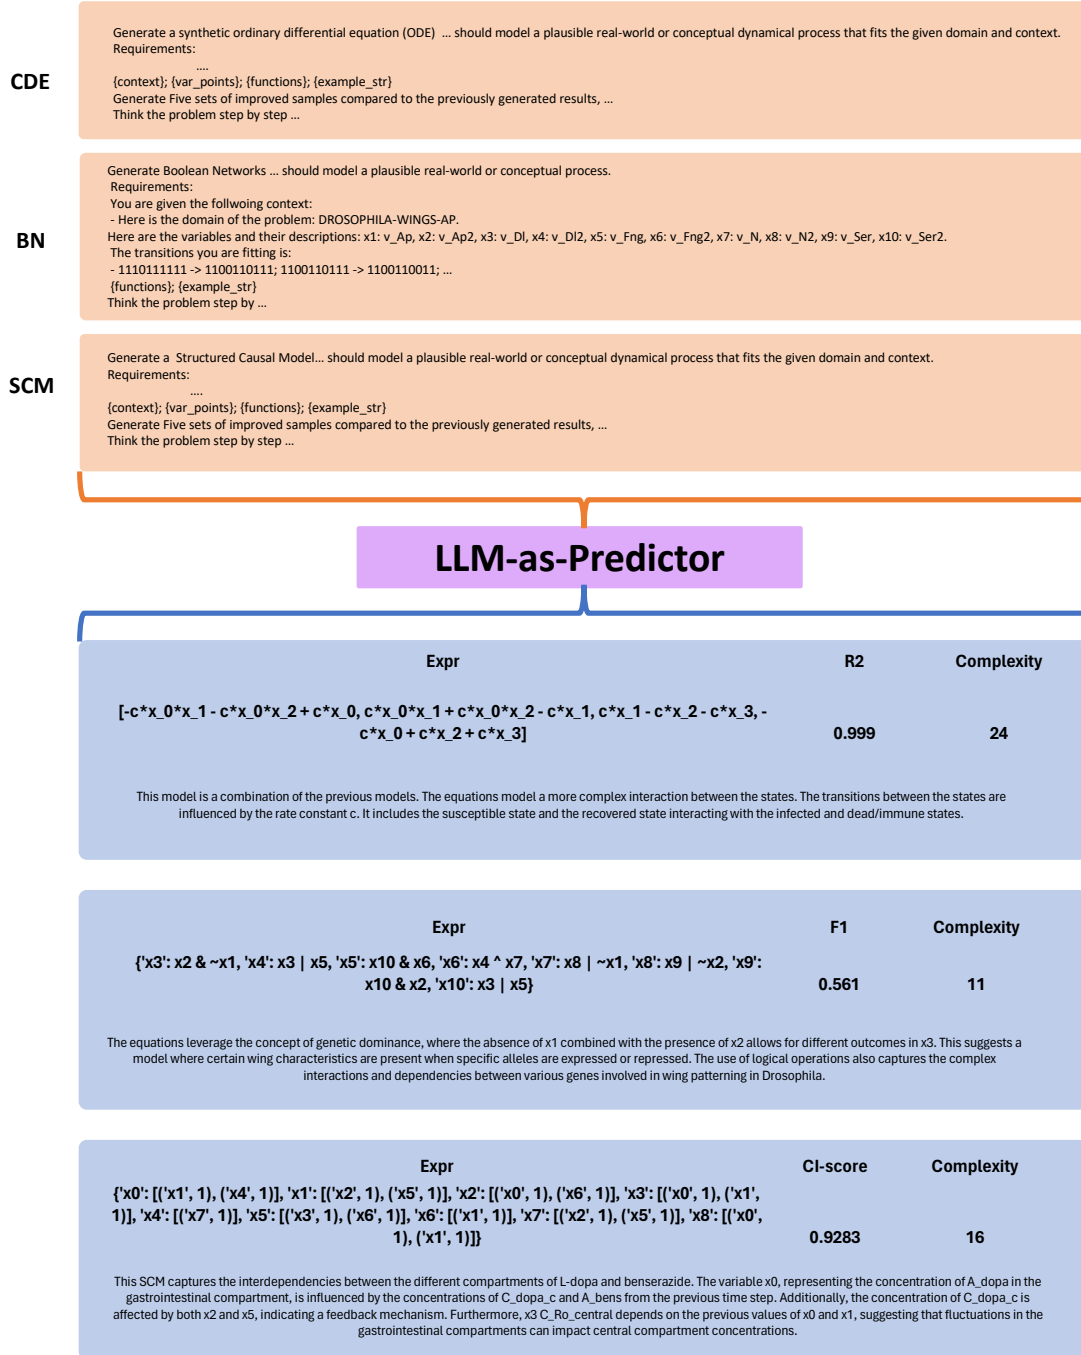 Generate a synthetic ordinary differential equation (ODE)  ... should model a plausible real-world or conceptual dynamical process that fits the given domain and context.
Requirements:
....
CDE
{context}; {var_points}; {functions}; {example_str}
Generate Five sets of improved samples compared to the previously generated results, ...
Think the problem step by step ...
Generate Boolean Networks ... should model a plausible real-world or conceptual process.
Requirements:
You are given the follwoing context:
- Here is the domain of the problem: DROSOPHILA-WINGS-AP.
BN
Here are the variables and their descriptions: x1: v_Ap, x2: v_Ap2, x3: v_Dl, x4: v_Dl2, x5: v_Fng, x6: v_Fng2, x7: v_N, x8: v_N2, x9: v_Ser, x10: v_Ser2.
The transitions you are fitting is:
- 1110111111 -> 1100110111; 1100110111 -> 1100110011; ...
{functions}; {example_str}
Think the problem step by ...
Generate a  Structured Causal Model... should model a plausible real-world or conceptual dynamical process that fits the given domain and context.
Requirements:
....
SCM
{context}; {var_points}; {functions}; {example_str}
Generate Five sets of improved samples compared to the previously generated results, ...
Think the problem step by step ...
LLM-as-Predictor
Expr R2 Complexity
[-c*x_0*x_1 - c*x_0*x_2 + c*x_0, c*x_0*x_1 + c*x_0*x_2 - c*x_1, c*x_1 - c*x_2 - c*x_3, -
c*x_0 + c*x_2 + c*x_3] 0.999 24
This model is a combination of the previous models. The equations model a more complex interaction between the states. The transitions between the states are
influenced by the rate constant c. It includes the susceptible state and the recovered state interacting with the infected and dead/immune states.
Expr F1 Complexity
{'x3': x2 & ~x1, 'x4': x3 | x5, 'x5': x10 & x6, 'x6': x4 ^ x7, 'x7': x8 | ~x1, 'x8': x9 | ~x2, 'x9':
x10 & x2, 'x10': x3 | x5} 0.561 11
The equations leverage the concept of genetic dominance, where the absence of x1 combined with the presence of x2 allows for different outcomes in x3. This suggests a
model where certain wing characteristics are present when specific alleles are expressed or repressed. The use of logical operations also captures the complex
interactions and dependencies between various genes involved in wing patterning in Drosophila.
Expr CI-score Complexity
{'x0': [('x1', 1), ('x4', 1)], 'x1': [('x2', 1), ('x5', 1)], 'x2': [('x0', 1), ('x6', 1)], 'x3': [('x0', 1), ('x1',
1)], 'x4': [('x7', 1)], 'x5': [('x3', 1), ('x6', 1)], 'x6': [('x1', 1)], 'x7': [('x2', 1), ('x5', 1)], 'x8': [('x0',
1), ('x1', 1)]} 0.9283 16
This SCM captures the interdependencies between the different compartments of L-dopa and benserazide. The variable x0, representing the concentration of A_dopa in the
gastrointestinal compartment, is influenced by the concentrations of C_dopa_c and A_bens from the previous time step. Additionally, the concentration of C_dopa_c is
affected by both x2 and x5, indicating a feedback mechanism. Furthermore, x3 C_Ro_central depends on the previous values of x0 and x1, suggesting that fluctuations in the
gastrointestinal compartments can impact central compartment concentrations.